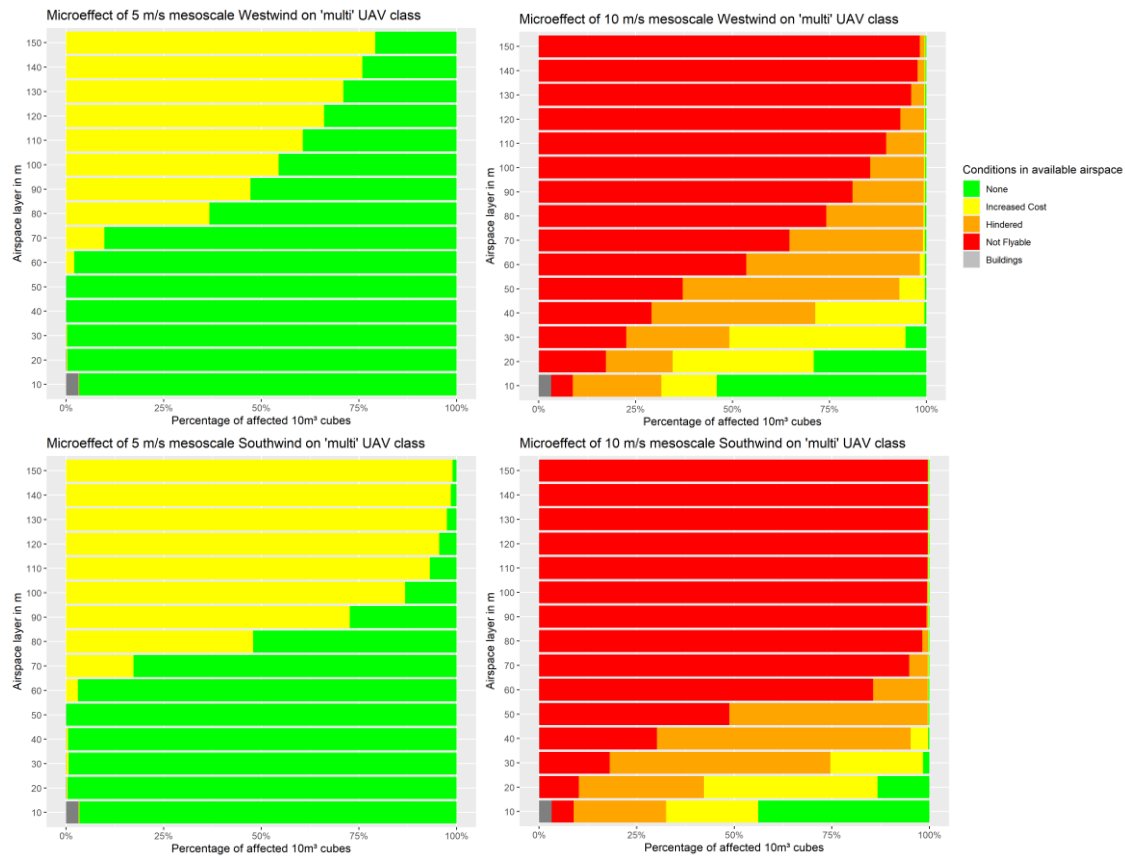 Microeffect of 5 m/s mesoscale Westwind on 'multi' UAV class
Airspace layer in m
150
140
130
120
110
100
90
80
70
60
50
40
30
20
10
0% 25% 50% 75% 100%
Percentage of affected 10m³ cubes
Microeffect of 10 m/s mesoscale Westwind on 'multi' UAV class
Airspace layer in m
150
140
130
120
110
100
90
80
70
60
50
40
30
20
10
0% 25% 50% 75% 100%
Percentage of affected 10m³ cubes
Conditions in available airspace
None
Increased Cost
Hindered
Not Flyable
Buildings
Microeffect of 5 m/s mesoscale Southwind on 'multi' UAV class
Airspace layer in m
150
140
130
120
110
100
90
80
70
60
50
40
30
20
10
0% 25% 50% 75% 100%
Percentage of affected 10m³ cubes
Microeffect of 10 m/s mesoscale Southwind on 'multi' UAV class
Airspace layer in m
150
140
130
120
110
100
90
80
70
60
50
40
30
20
10
0% 25% 50% 75% 100%
Percentage of affected 10m³ cubes